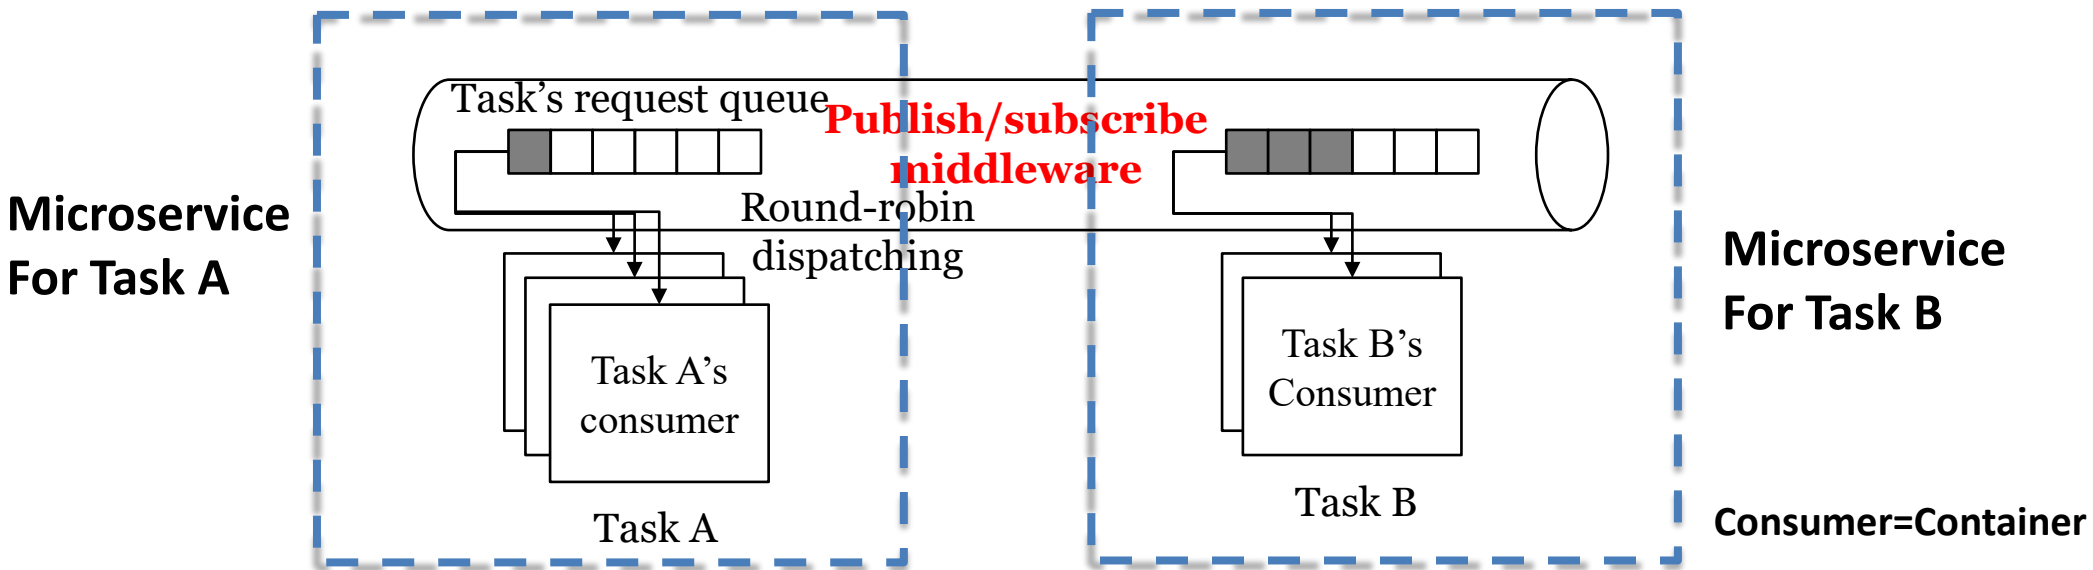 Microservice
For Task A
Task’s request queue
Publish/subscribe
middleware
Round-robin
dispatching
Task A’s
consumer
Task A
Task B’s
Consumer
Task B
Microservice
For Task B
Consumer=Container